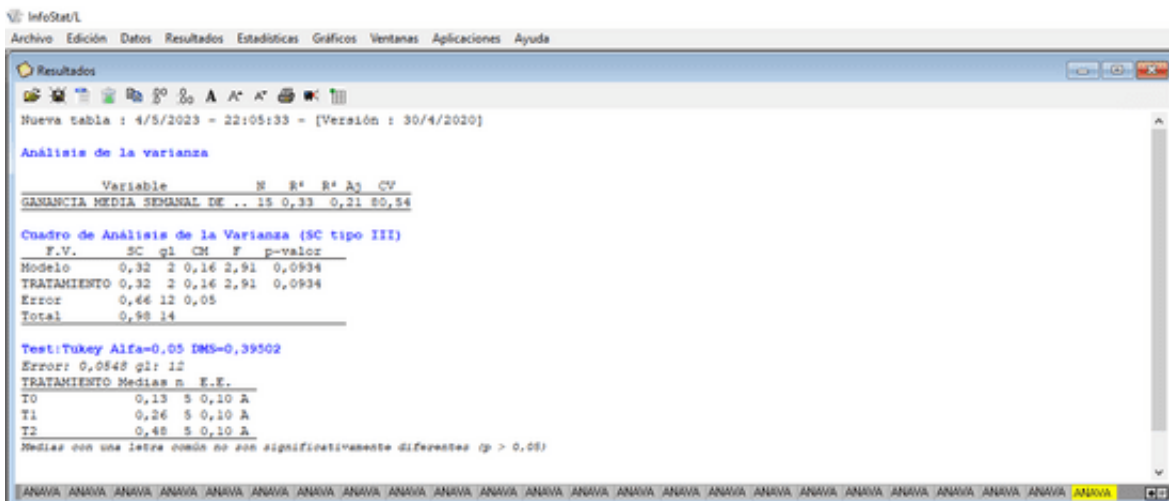 InfoStat/L
Archivo Edición Datos Resultados Estadísticas Gráficos Ventanas Aplicaciones Ayuda
Resultados
Nueva tabla : 4/5/2023 - 22:05:33 - [Versión : 30/4/2020]
Análisis de la varianza
Variable N R² R² Aj CV
GANANCIA MEDIA SEMANAL DE .. 15 0,33 0,21 80,54
Cuadro de Análisis de la Varianza (SC tipo III)
F.V. SC gl CM F p-valor
Modelo 0,32 2 0,16 2,91 0,0934
TRATAMIENTO 0,32 2 0,16 2,91 0,0934
Error 0,66 12 0,05
Total 0,98 14
Test:Tukey Alfa=0,05 DMS=0,39502
Error: 0,0548 gl: 12
TRATAMIENTO Medias n E.E.
T0 0,13 5 0,10 A
T1 0,26 5 0,10 A
T2 0,48 5 0,10 A
Medias con una letra común no son significativamente diferentes (p > 0,05)
ANAVA ANAVA ANAVA ANAVA ANAVA ANAVA ANAVA ANAVA ANAVA ANAVA ANAVA ANAVA ANAVA ANAVA ANAVA ANAVA ANAVA ANAVA ANAVA ANAVA ANAVA ANAVA ANAVA ANAVA